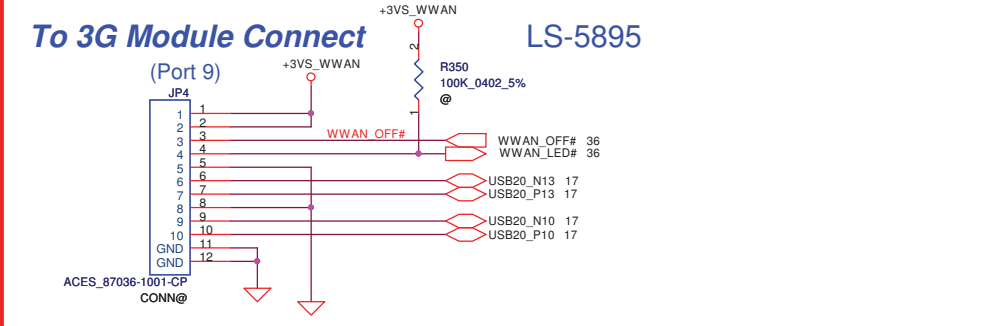 +3VS_WWAN
To 3G Module Connect
LS-5895
(Port 9)
+3VS_WWAN
2
R350
100K_0402_5%
@
1
JP4
1 1
2 2
3 3
4 4
5 5
6 6
7 7
8 8
9 9
10 10
GND 11
GND 12
WWAN_OFF#
WWAN_OFF# 36
WWAN_LED# 36
USB20_N13 17
USB20_P13 17
USB20_N10 17
USB20_P10 17
ACES_87036-1001-CP
CONN@